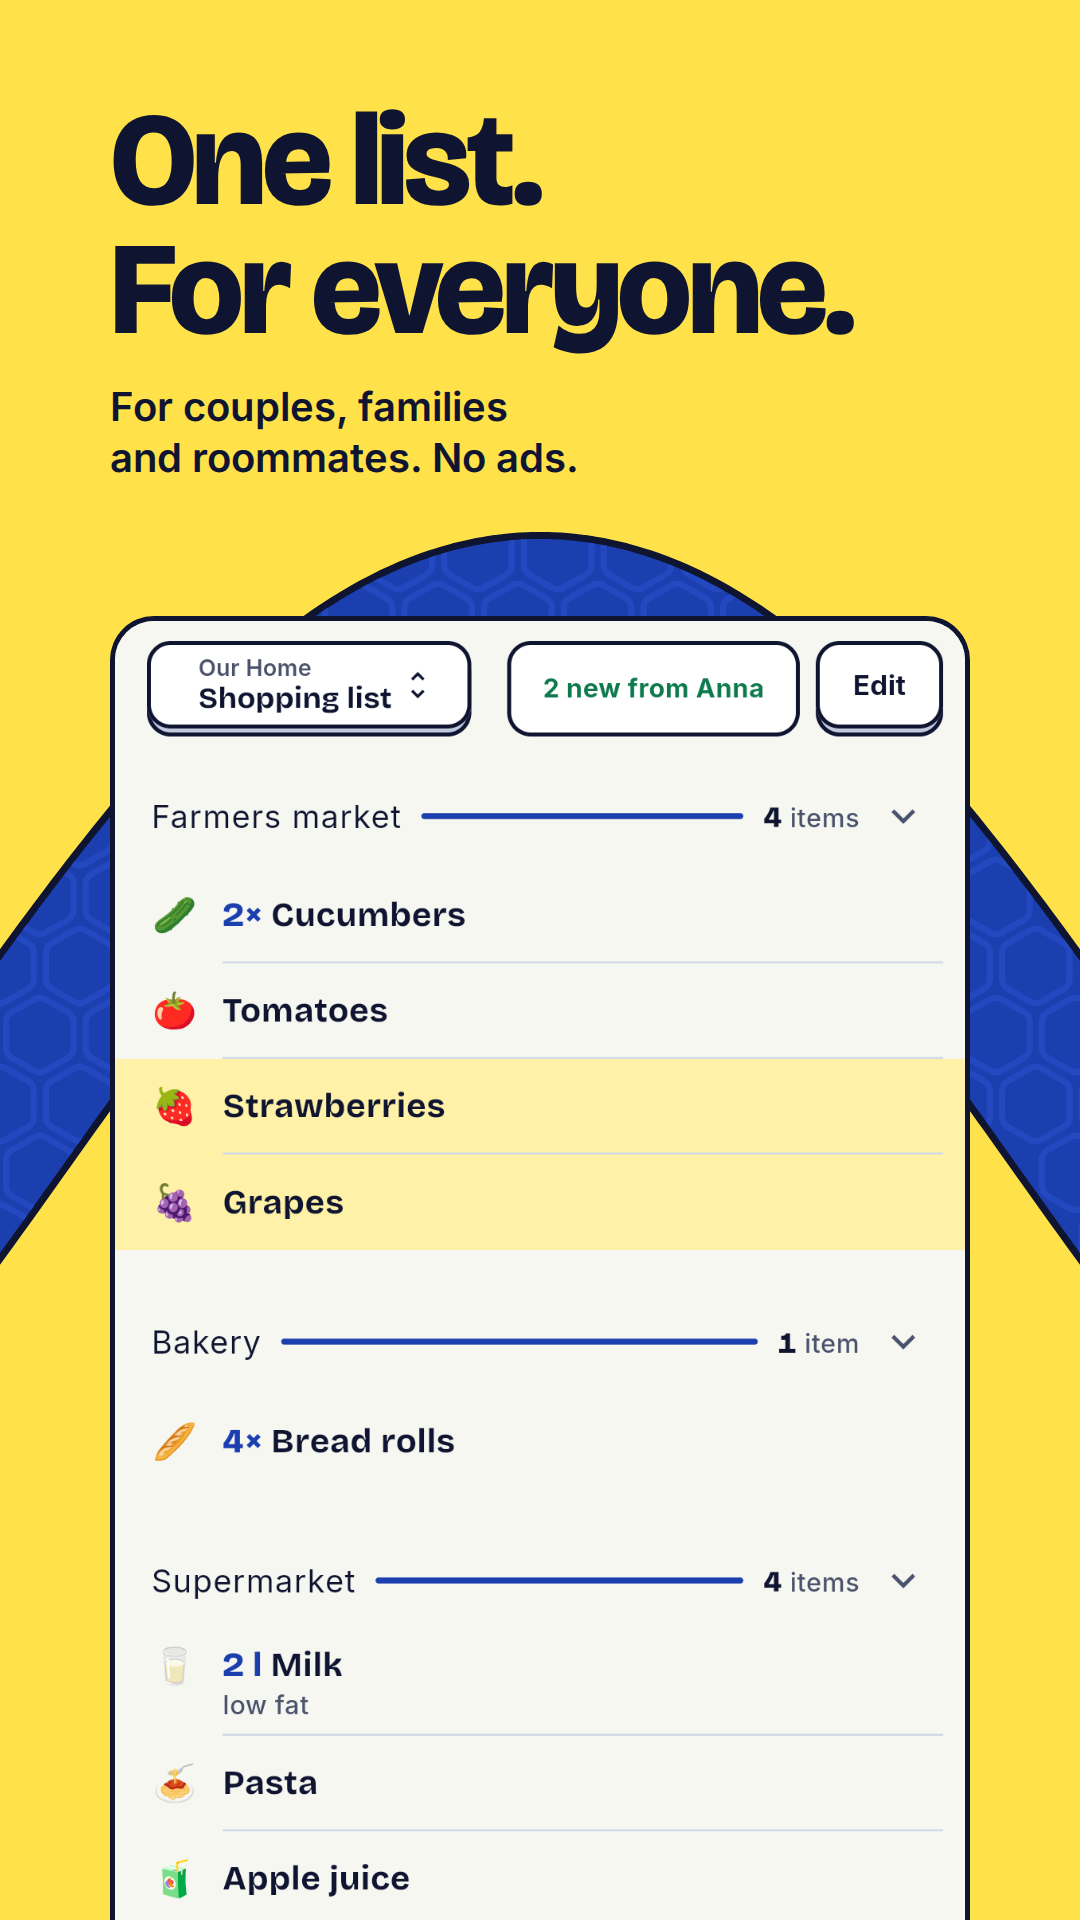 One list.
For everyone.
For couples, families
and roommates. No ads.
Our Home
Shopping list
2 new from Anna
Edit
Farmers market 4 items
2× Cucumbers
Tomatoes
Strawberries
Grapes
Bakery 1 item
4× Bread rolls
Supermarket 4 items
2 l Milk
low fat
Pasta
Apple juice